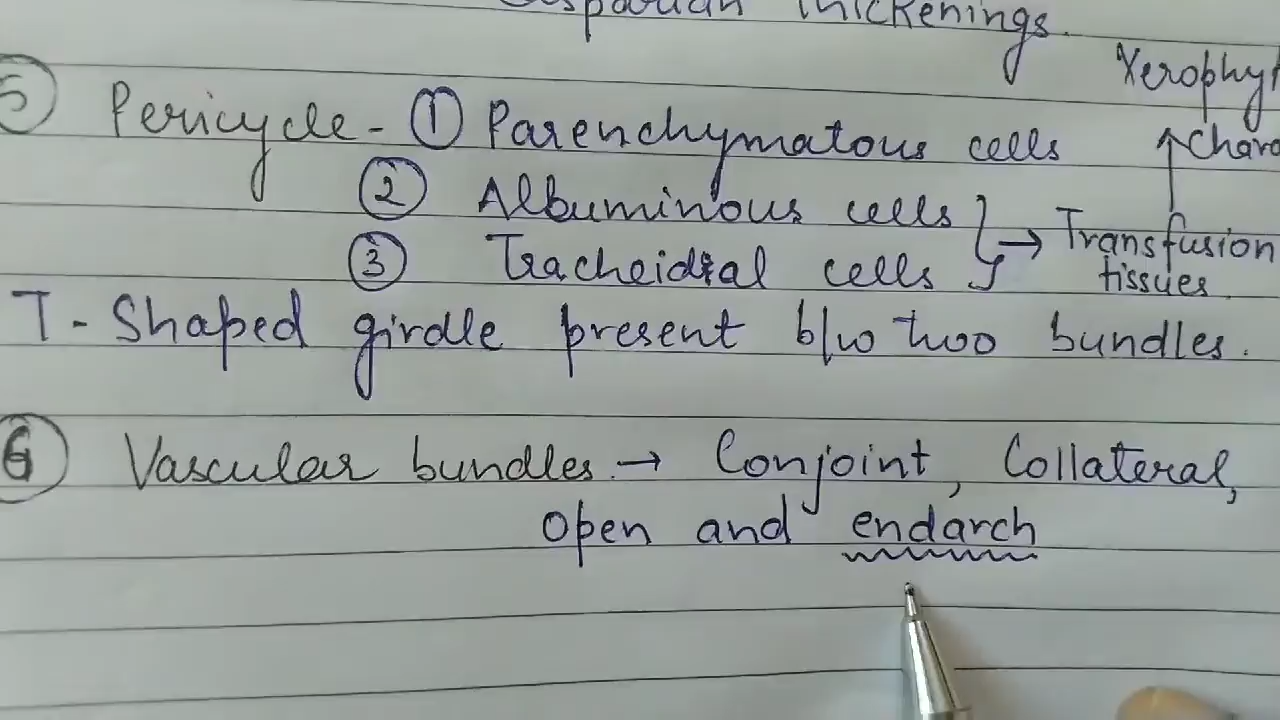 thickenings.
Xerophy
5 Pericycle - 1 Parenchymatous cells ↑ Chara
2 Albuminous cells } → Transfusion
3 Tracheidial cells tissues
T - Shaped girdle present b/w two bundles.
6 Vascular bundles → Conjoint, Collateral,
open and endarch